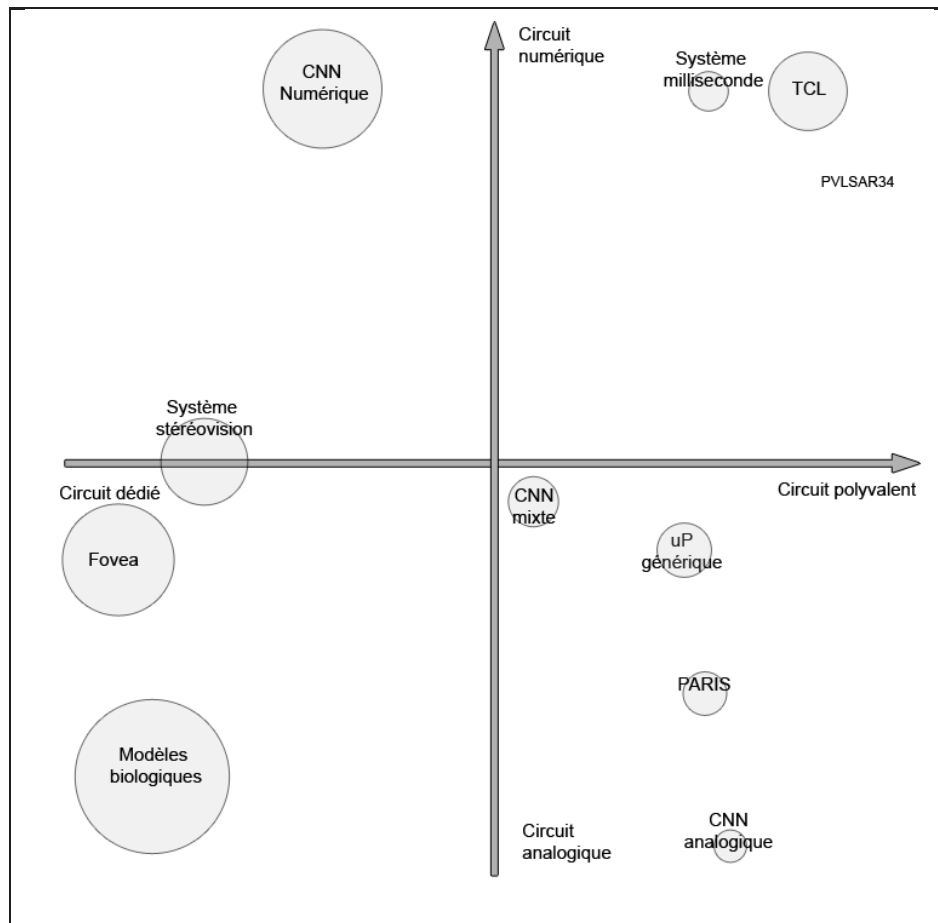 Circuit
numérique
CNN
Numérique
Système
milliseconde
TCL
PVLSAR34
Système
stéréovision
Circuit dédié
Circuit polyvalent
CNN
mixte
Fovea
uP
générique
PARIS
Modèles
biologiques
Circuit
analogique
CNN
analogique